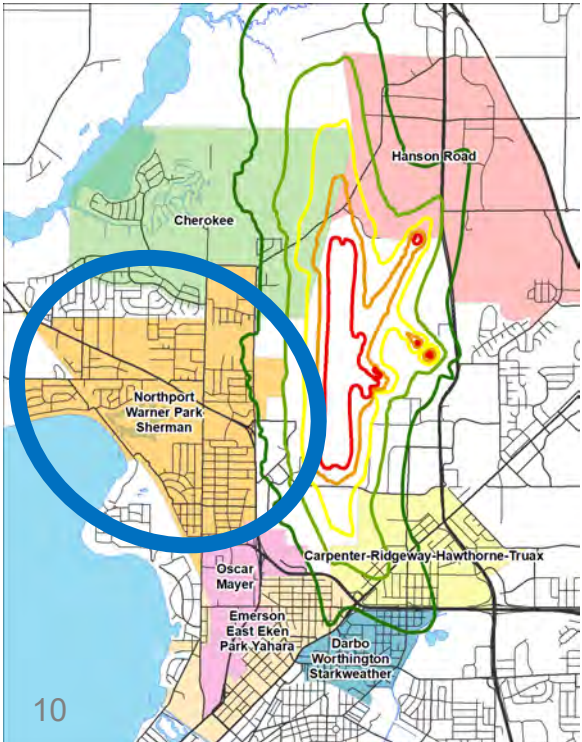 Hanson Road
Cherokee
Northport
Warner Park
Sherman
Carpenter-Ridgeway-Hawthorne-Truax
Oscar
Mayer
Emerson
East Eken
Park Yahara
Darbo
Worthington
Starkweather
10